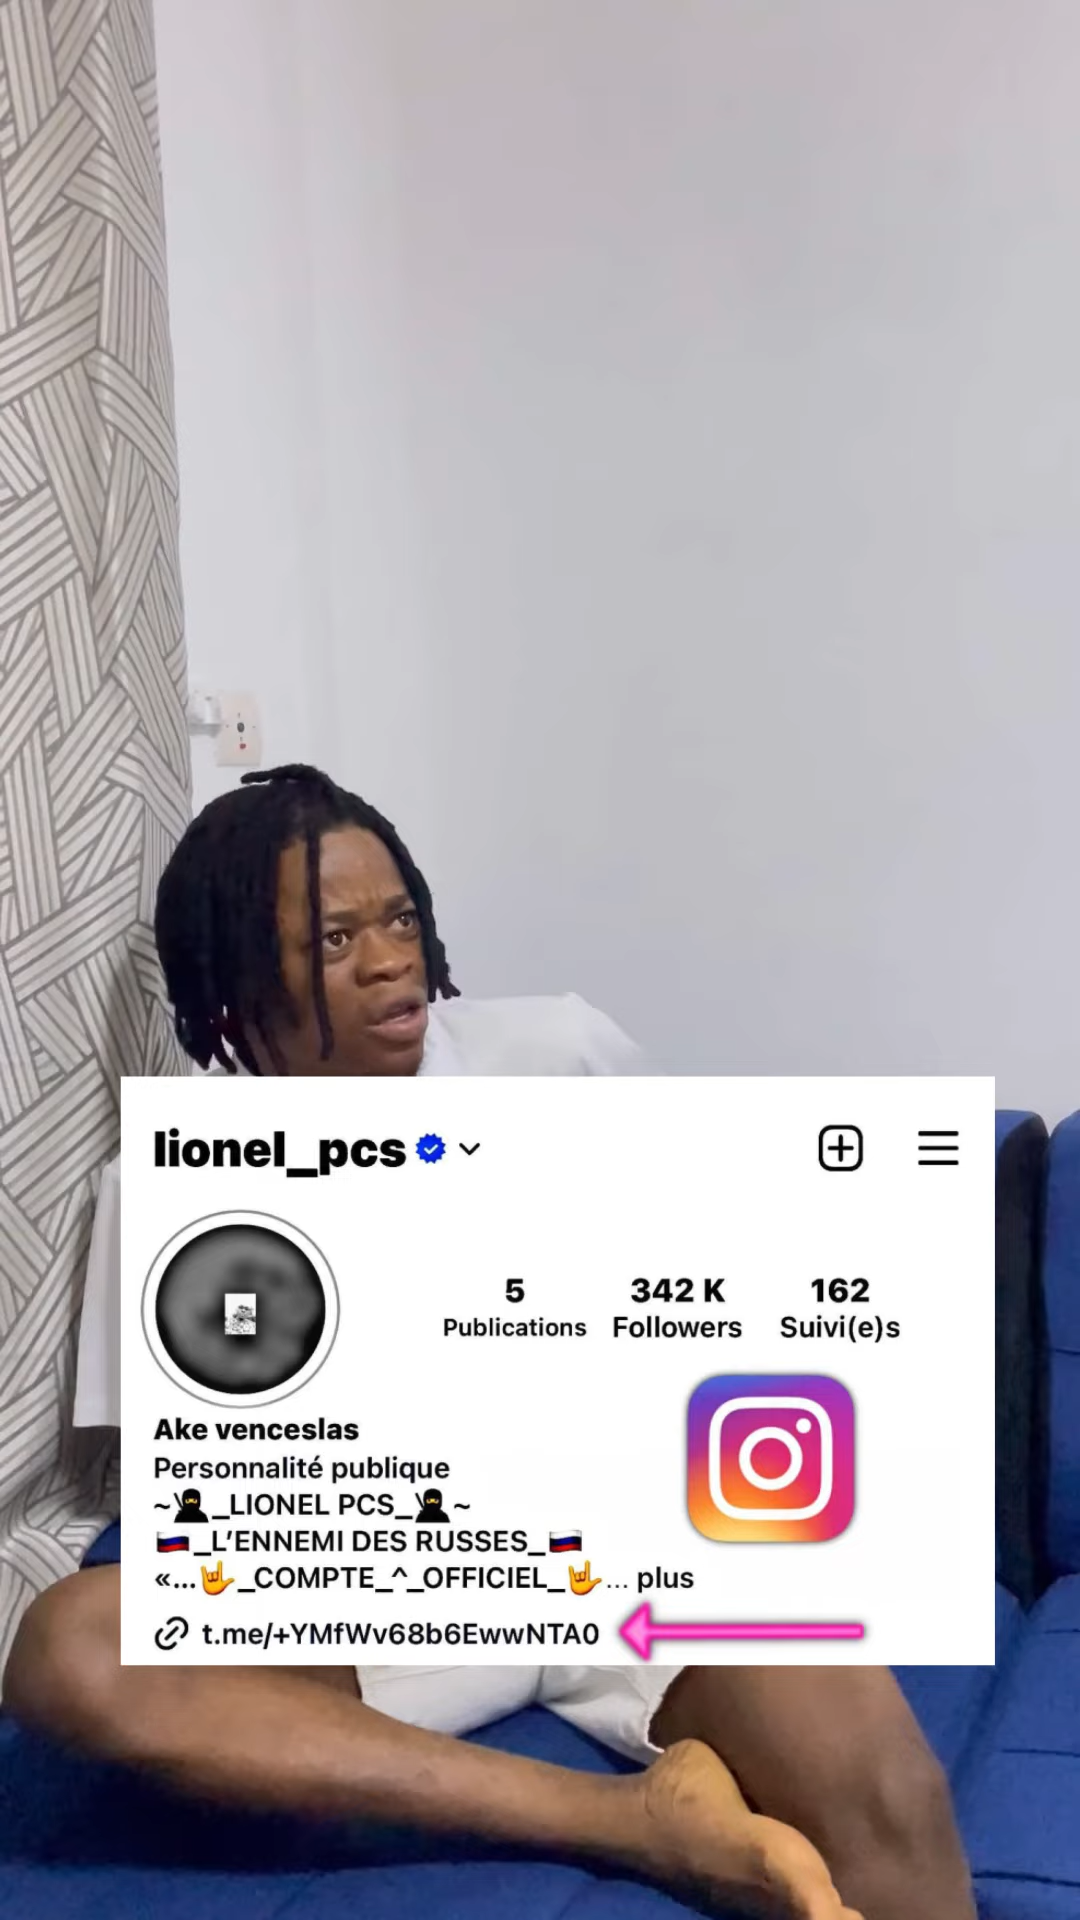 lionel_pcs
5 342 K 162
Publications Followers Suivi(e)s
Ake venceslas
Personnalité publique
~🥷_LIONEL PCS_🥷~
🇷🇺_L’ENNEMI DES RUSSES_🇷🇺
«...🤟_COMPTE_^_OFFICIEL_🤟... plus
t.me/+YMfWv68b6EwwNTA0